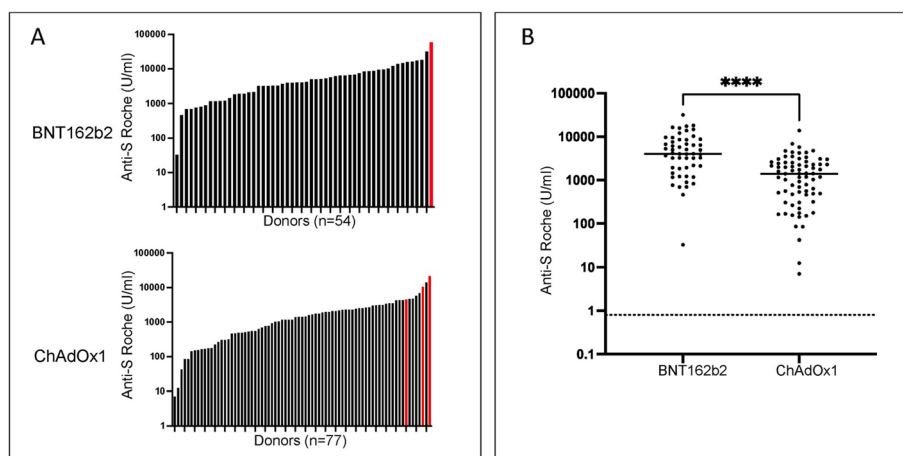 A
BNT162b2
Anti-S Roche (U/ml)
100000
10000
1000
100
10
1
Donors (n=54)
ChAdOx1
Anti-S Roche (U/ml)
100000
10000
1000
100
10
1
Donors (n=77)
B
****
Anti-S Roche (U/ml)
100000
10000
1000
100
10
1
0.1
BNT162b2 ChAdOx1